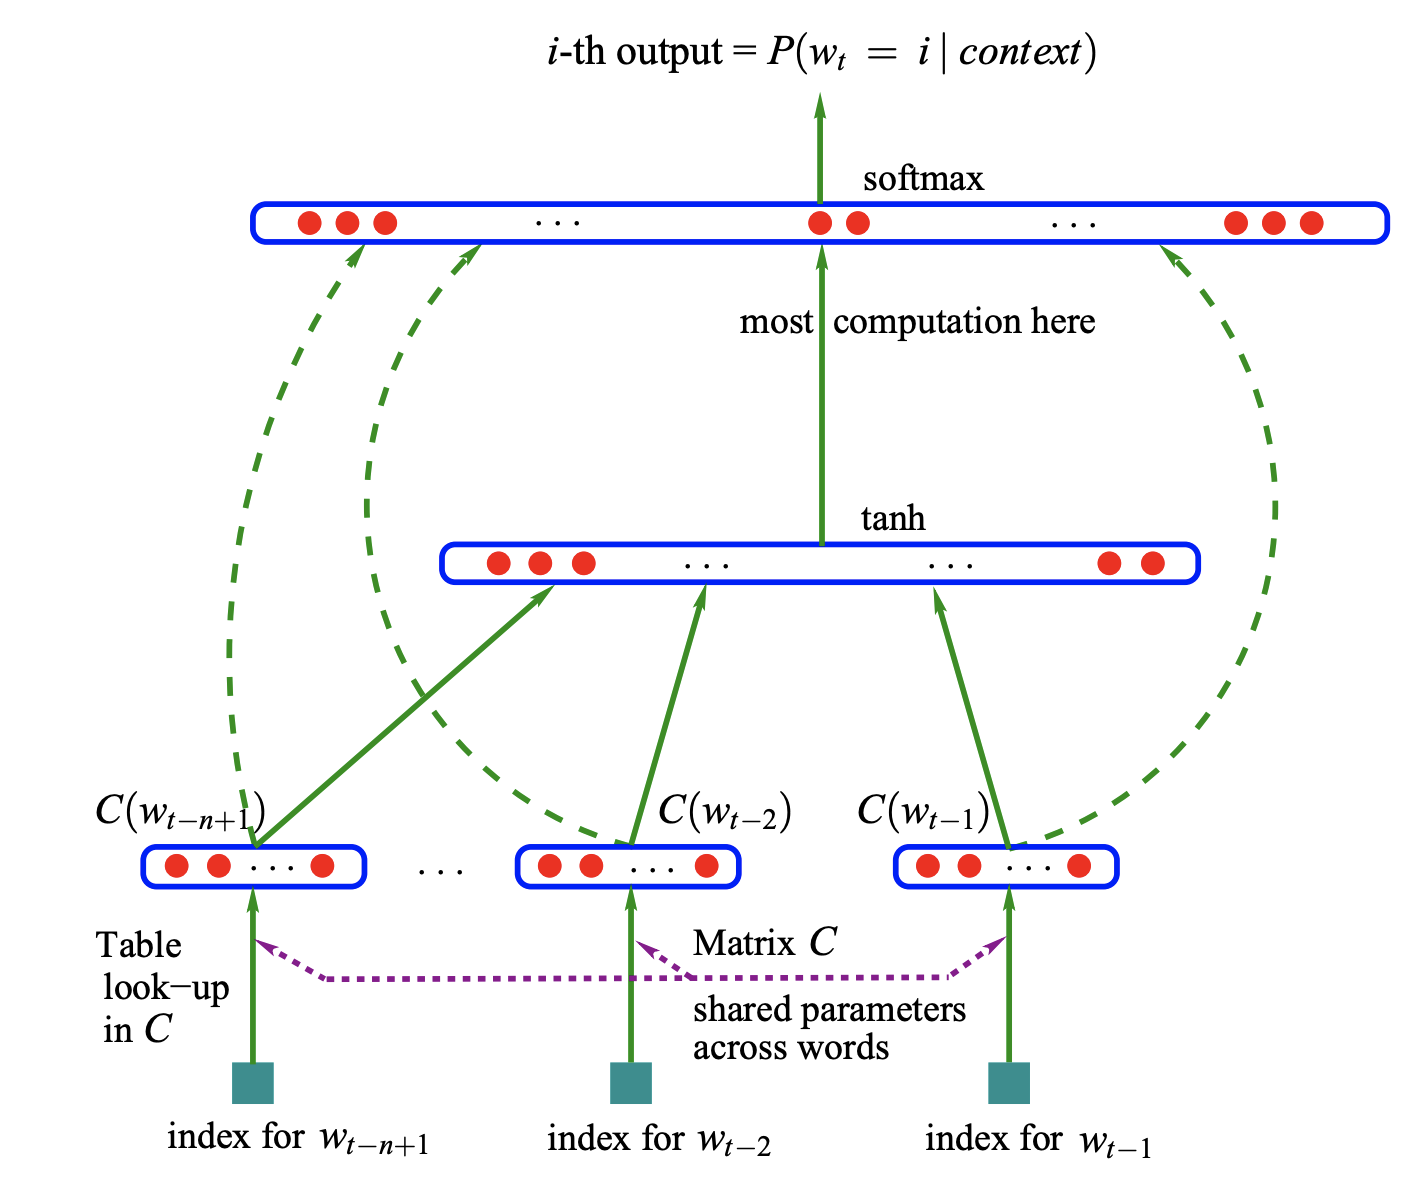 i-th output = P(w_t = i | context)
softmax
. . .
. . .
most computation here
tanh
. . .
. . .
C(w_{t−n+1})
C(w_{t−2})
C(w_{t−1})
. . .
. . .
. . .
. . .
Table
look−up
in C
Matrix C
shared parameters
across words
index for w_{t−n+1}
index for w_{t−2}
index for w_{t−1}